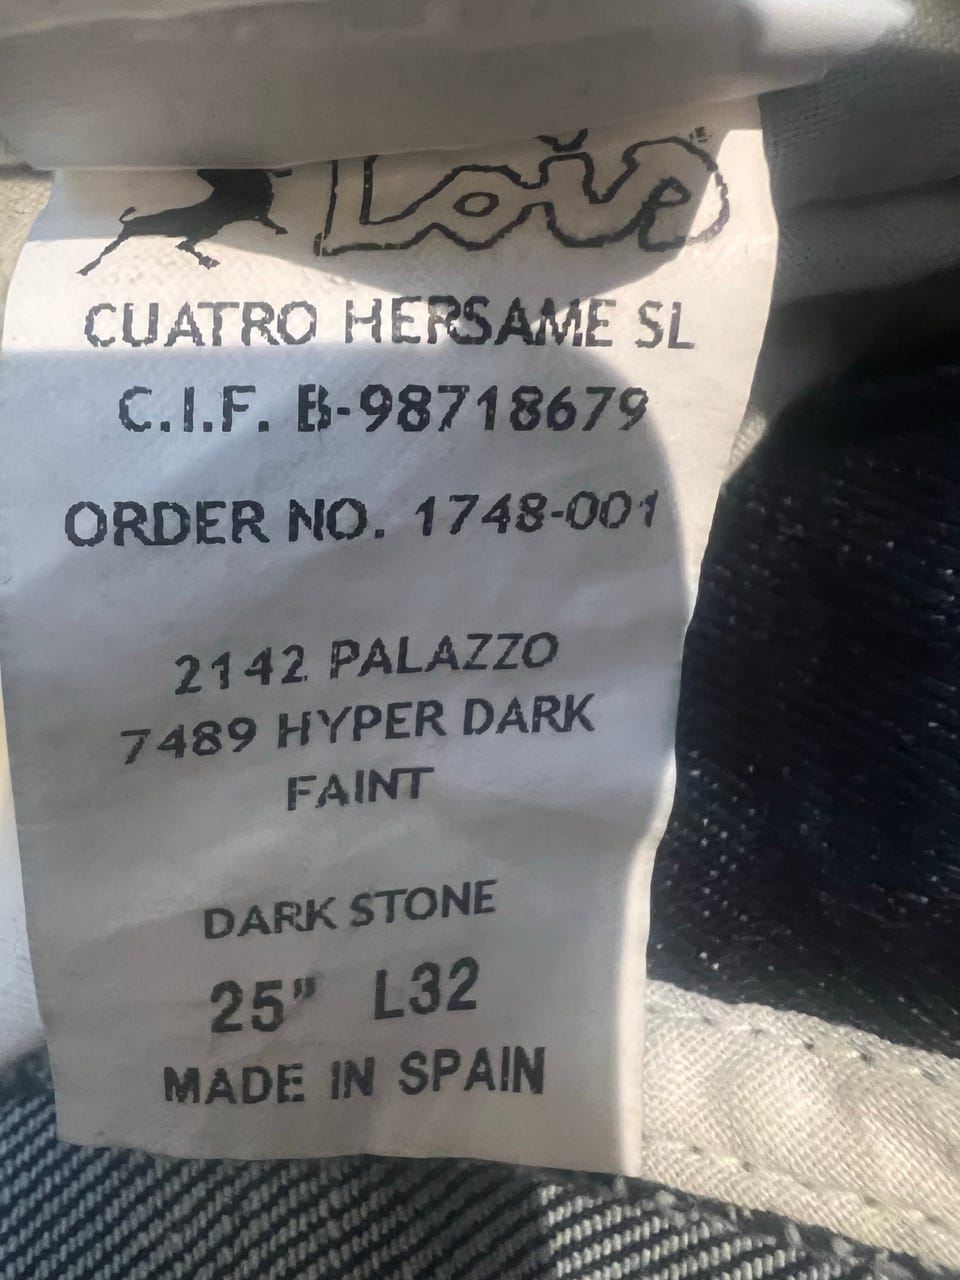 Lois
CUATRO HERSAME SL
C.I.F. B-98718679
ORDER NO. 1748-001
2142 PALAZZO
7489 HYPER DARK
FAINT
DARK STONE
25" L32
MADE IN SPAIN